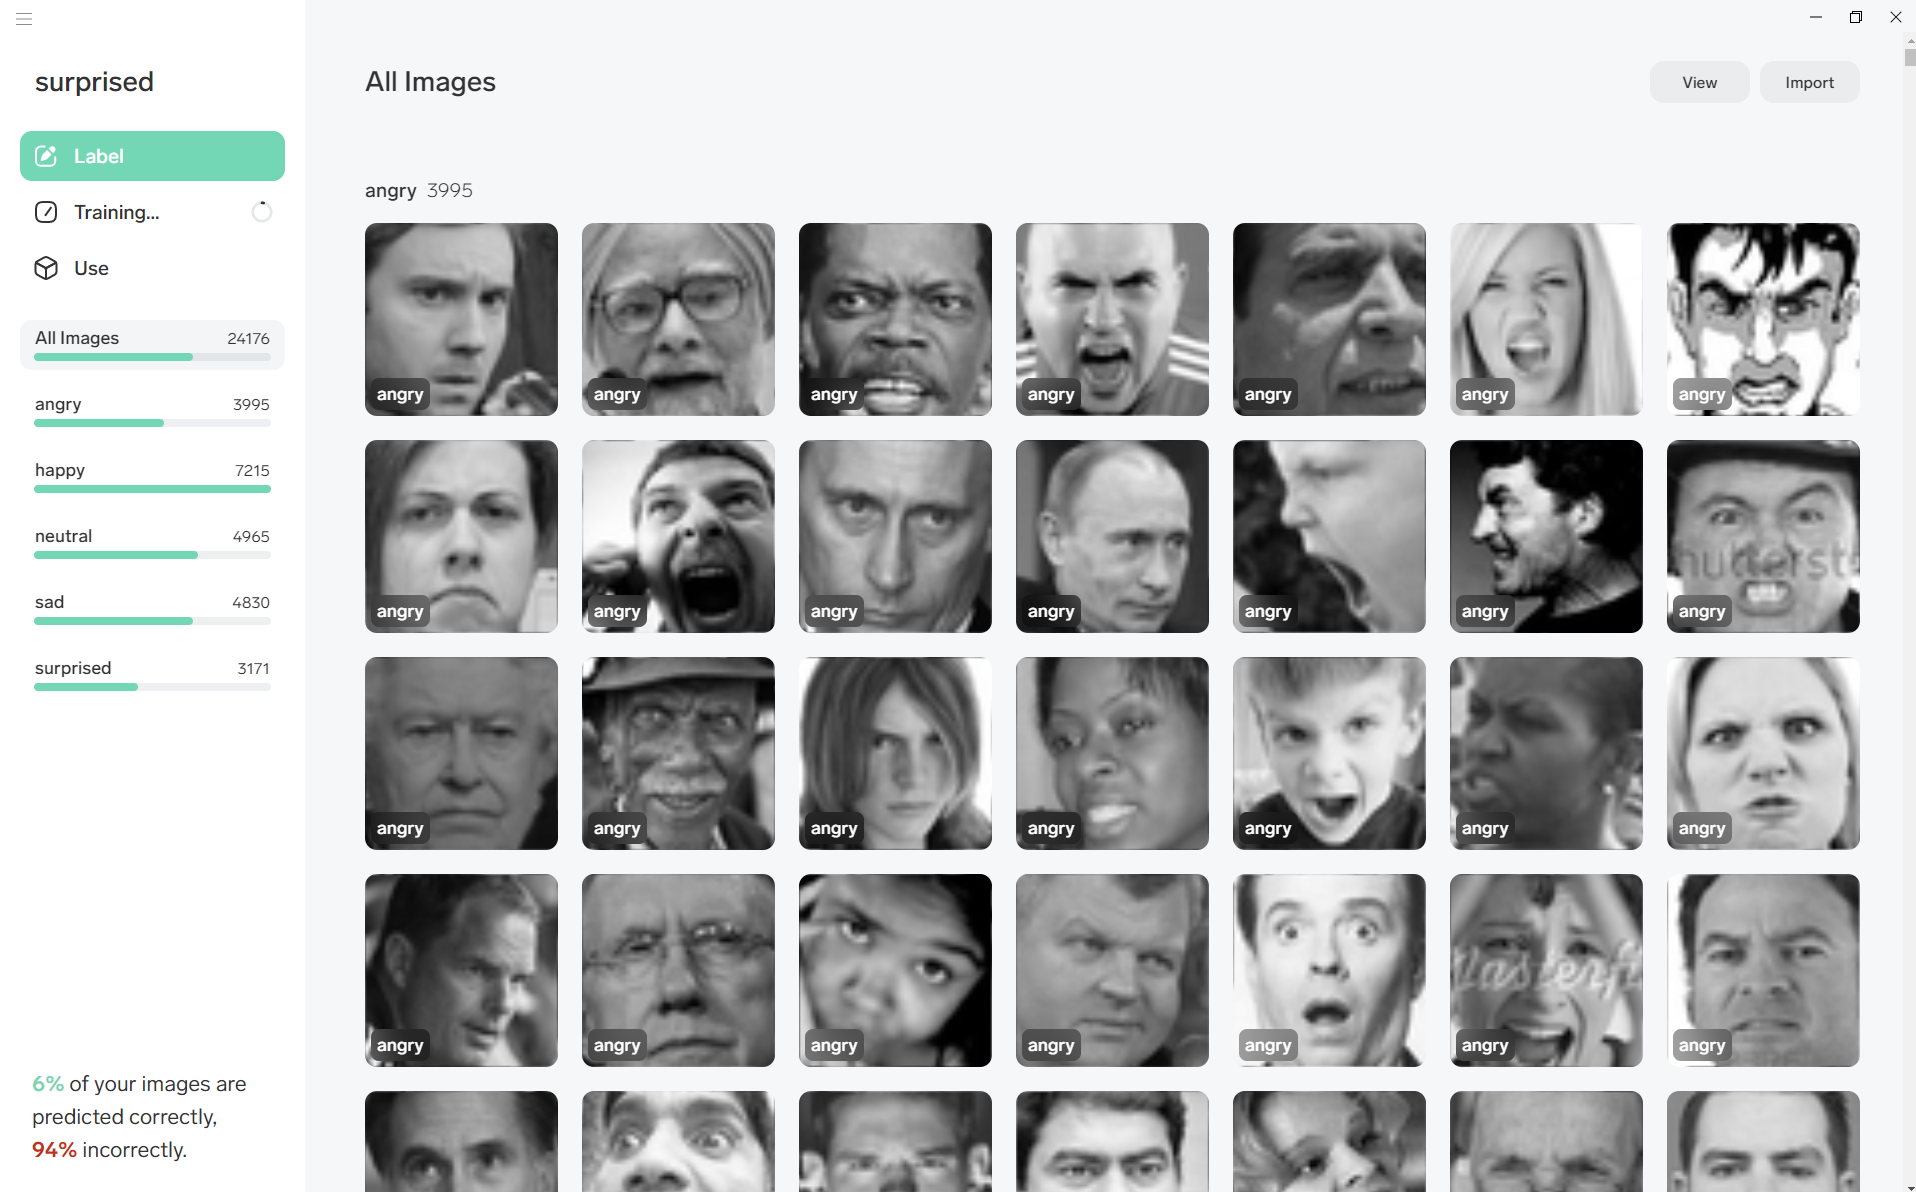 surprised
Label
Training...
Use
All Images 24176
angry 3995
happy 7215
neutral 4965
sad 4830
surprised 3171
6% of your images are
predicted correctly,
94% incorrectly.
All Images
View Import
angry 3995
angry angry angry angry angry angry angry
hutterst
angry angry angry angry angry angry angry
angry angry angry angry angry angry angry
Masterfi
angry angry angry angry angry angry angry